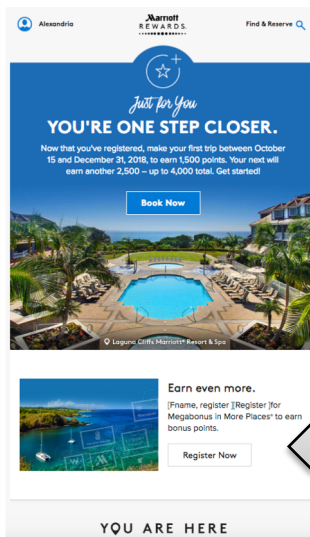 Alexandria
Marriott
REWARDS.
Find & Reserve
Just for You
YOU'RE ONE STEP CLOSER.
Now that you've registered, make your first trip between October
15 and December 31, 2018, to earn 1,500 points. Your next will
earn another 2,500 – up to 4,000 total. Get started!
Book Now
Laguna Cliffs Marriott® Resort & Spa
Earn even more.
[Fname, register ][Register ]for
Megabonus in More Places® to earn
bonus points.
Register Now
YOU ARE HERE